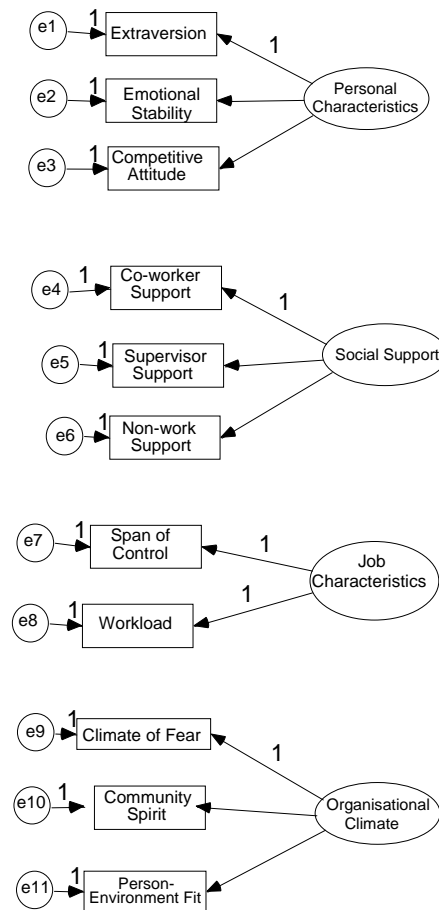 e1
1
Extraversion
1
e2
1
Emotional
Stability
Personal
Characteristics
e3
1
Competitive
Attitude
e4
1
Co-worker
Support
1
e5
1
Supervisor
Support
Social Support
e6
1
Non-work
Support
e7
1
Span of
Control
1
Job
Characteristics
e8
1
Workload
1
e9
1
Climate of Fear
1
e10
1
Community
Spirit
Organisational
Climate
e11
1
Person-
Environment Fit